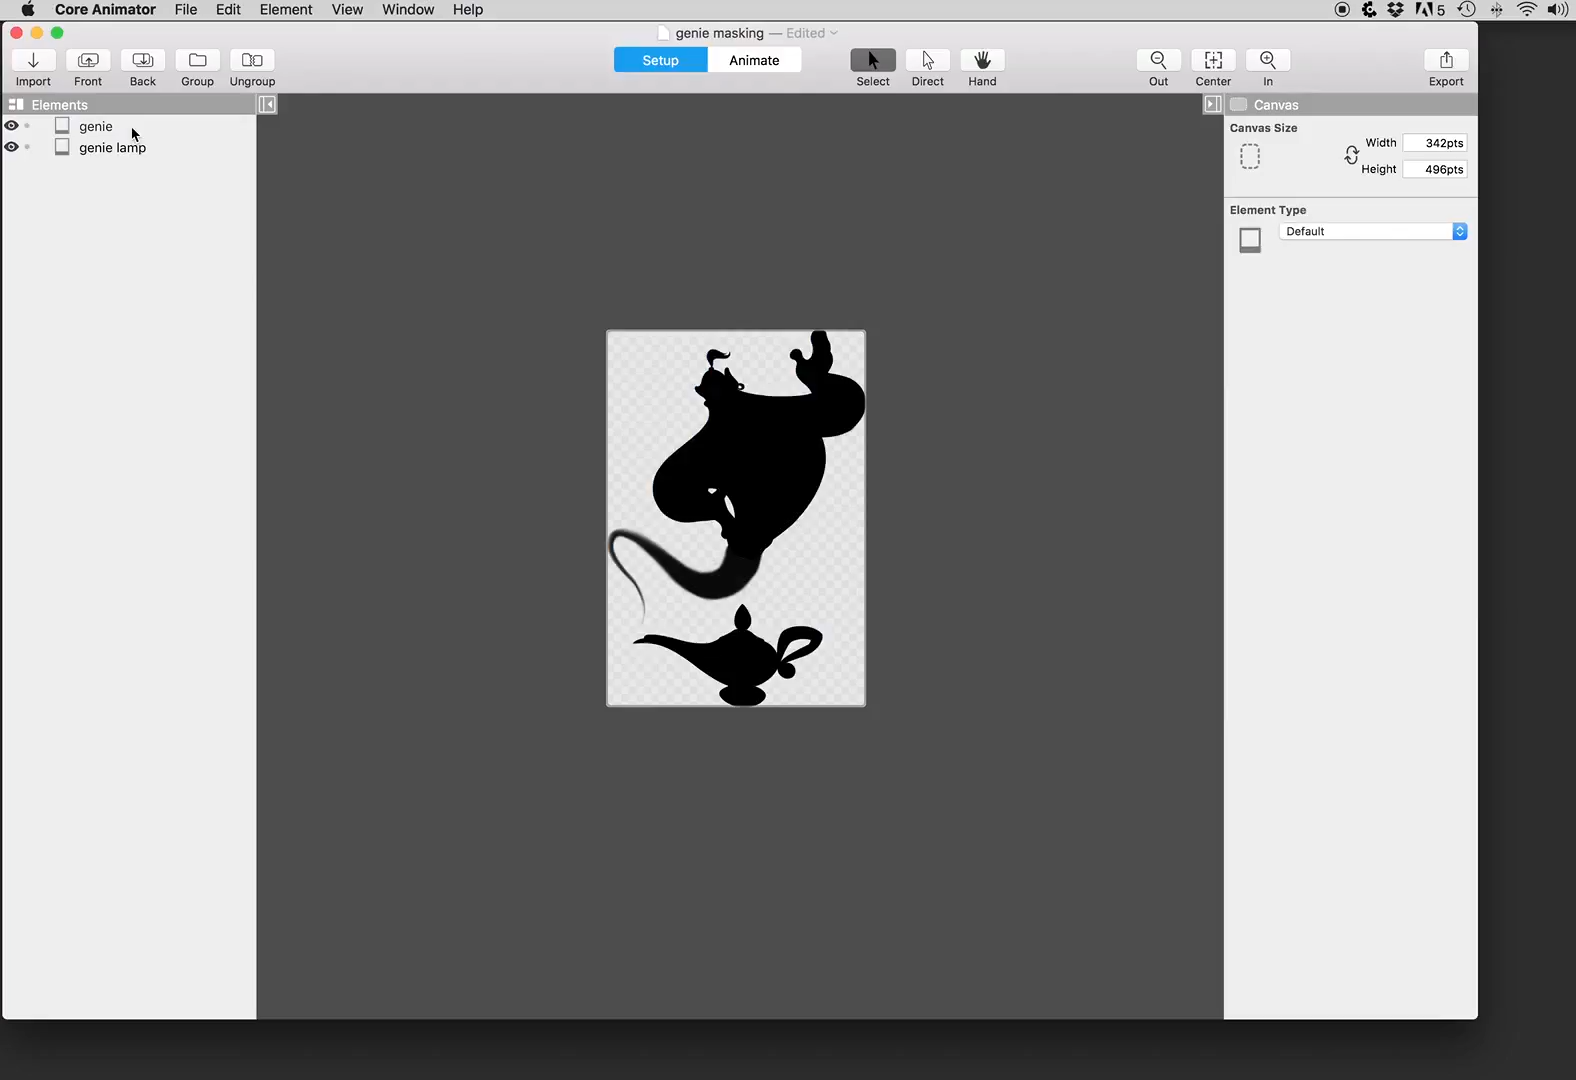 Core Animator File Edit Element View Window Help 5
genie masking — Edited
Import Front Back Group Ungroup Setup Animate Select Direct Hand Out Center In Export
Elements
Canvas
genie
genie lamp
Canvas Size
Width 342pts
Height 496pts
Element Type
Default